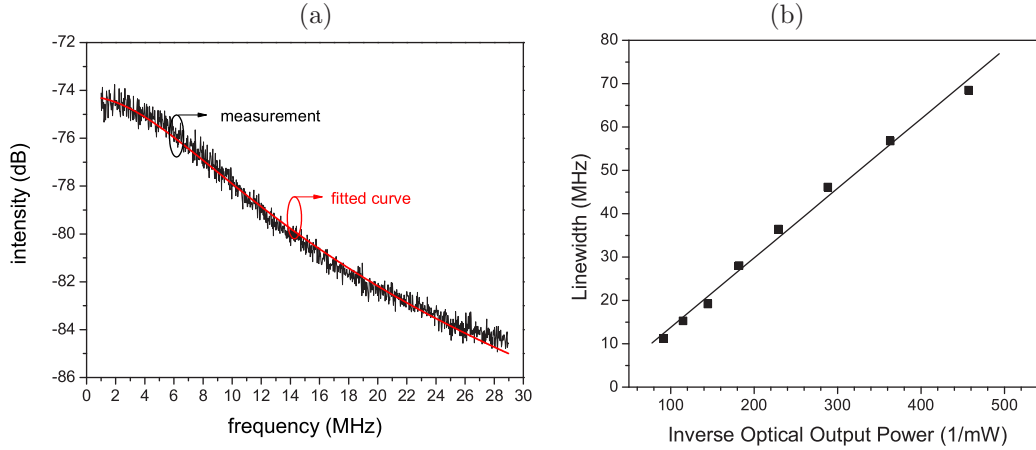 (a)
-72
-74
-76
-78
-80
-82
-84
-86
intensity (dB)
measurement
fitted curve
0 2 4 6 8 10 12 14 16 18 20 22 24 26 28 30
frequency (MHz)
(b)
80
70
60
50
40
30
20
10
0
Linewidth (MHz)
100 200 300 400 500
Inverse Optical Output Power (1/mW)